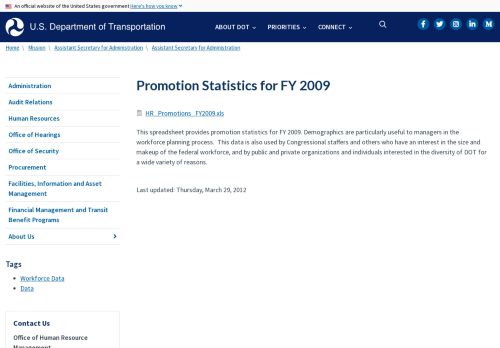 An official website of the United States government Here's how you know
U.S. Department of Transportation
ABOUT DOT
PRIORITIES
CONNECT
Home \ Mission \ Assistant Secretary for Administration \ Assistant Secretary for Administration
Administration
Audit Relations
Human Resources
Office of Hearings
Office of Security
Procurement
Facilities, Information and Asset
Management
Financial Management and Transit
Benefit Programs
About Us
Tags
Workforce Data
Data
Contact Us
Office of Human Resource
Management
Promotion Statistics for FY 2009
HR_Promotions_FY2009.xls
This spreadsheet provides promotion statistics for FY 2009. Demographics are particularly useful to managers in the
workforce planning process. This data is also used by Congressional staffers and others who have an interest in the size and
makeup of the federal workforce, and by public and private organizations and individuals interested in the diversity of DOT for
a wide variety of reasons.
Last updated: Thursday, March 29, 2012